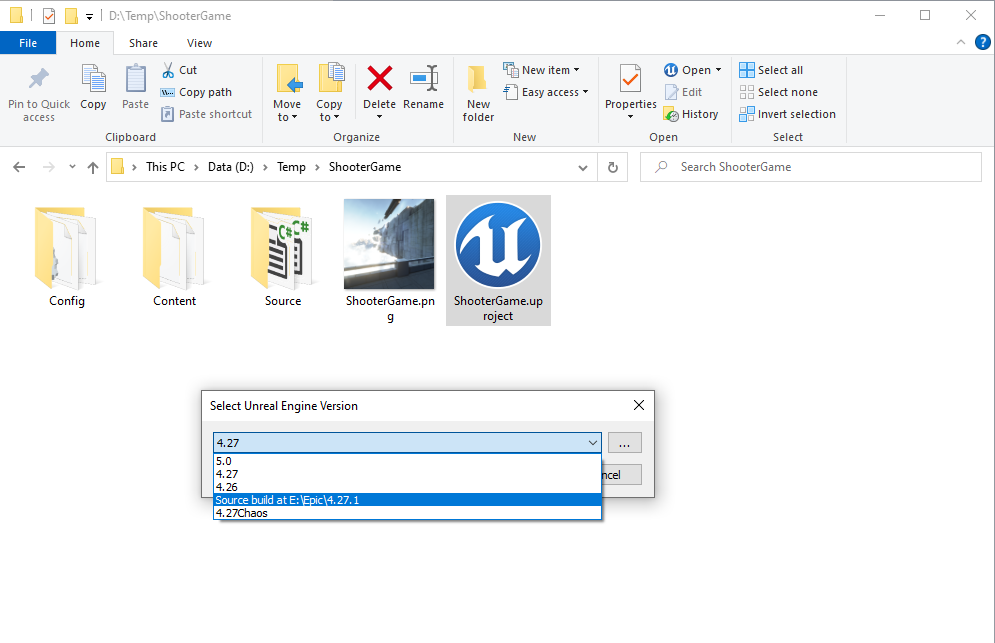 D:\Temp\ShooterGame
File Home Share View
Pin to Quick
access
Copy
Paste
Cut
Copy path
Paste shortcut
Clipboard
Move
to
Copy
to
Delete
Rename
Organize
New
folder
New item
Easy access
New
Properties
Open
Edit
History
Open
Select all
Select none
Invert selection
Select
This PC > Data (D:) > Temp > ShooterGame
Search ShooterGame
Config
Content
C# C#
Source
ShooterGame.pn
g
ShooterGame.up
roject
Select Unreal Engine Version
4.27
...
5.0
4.27
4.26
Source build at E:\Epic\4.27.1
4.27Chaos
ncel